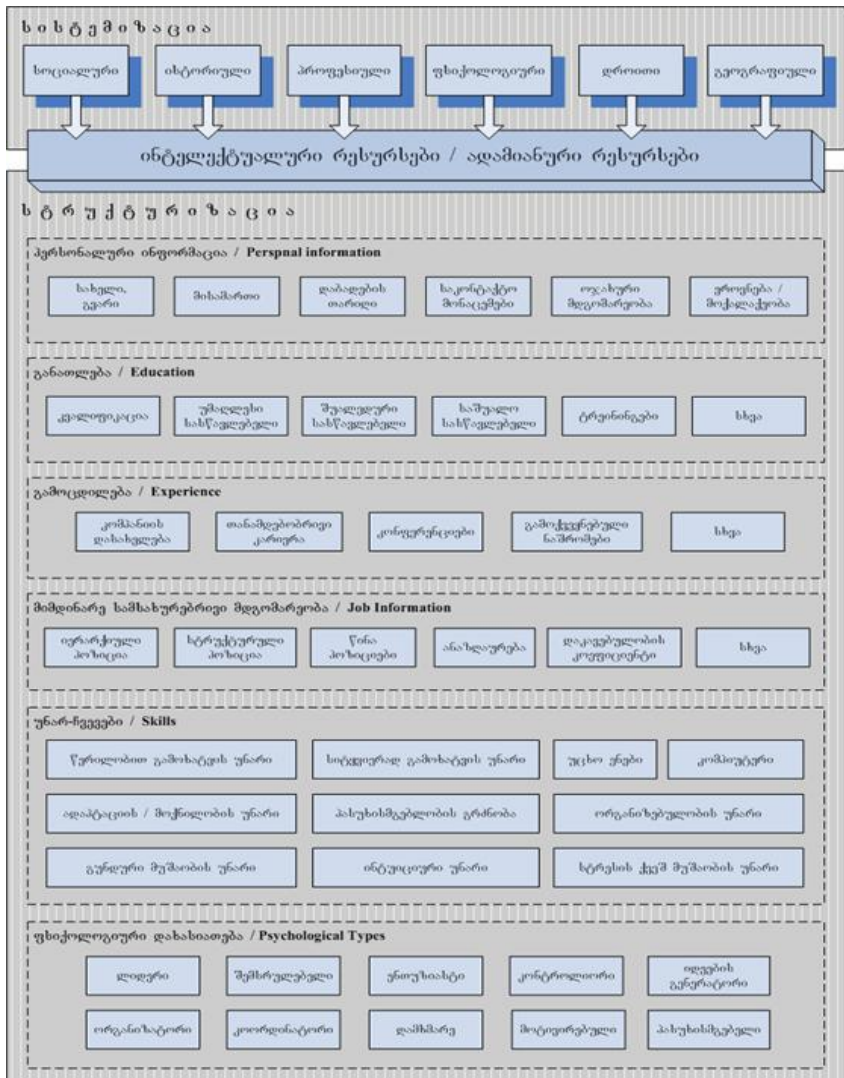 სისტემიზაცია
სოციალური
ისტორიული
პროფესიული
ფსიქოლოგიური
დროითი
გეოგრაფიული
ინტელექტუალური რესურსები / ადამიანური რესურსები
სტრუქტურიზაცია
პერსონალური ინფორმაცია / Perspnal information
სახელი,
გვარი
მისამართი
დაბადების
თარიღი
საკონტაქტო
მონაცემები
ოჯახური
მდგომარეობა
ეროვნება /
მოქალაქეობა
განათლება / Education
კვალიფიკაცია
უმაღლესი
სასწავლებელი
შუალედური
სასწავლებელი
საშუალო
სასწავლებელი
ტრეინინგები
სხვა
გამოცდილება / Experience
კომპანიის
დასახელება
თანამდებობრივი
კარიერა
კონფერენციები
გამოქვეყნებული
ნაშრომები
სხვა
მიმდინარე სამსახურებრივი მდგომარეობა / Job Information
იერარქიული
პოზიცია
სტრუქტურული
პოზიცია
წინა
პოზიციები
ანაზღაურება
დაკავებულობის
კოეფიციენტი
სხვა
უნარ-ჩვევები / Skills
წერილობით გამოხატვის უნარი
სიტყვიერად გამოხატვის უნარი
უცხო ენები
კომპიუტერი
ადაპტაციის / მოქნილობის უნარი
პასუხისმგებლობის გრძნობა
ორგანიზებულობის უნარი
გუნდური მუშაობის უნარი
ინტუიციური უნარი
სტრესის ქვეშ მუშაობის უნარი
ფსიქოლოგიური დახასიათება / Psychological Types
ლიდერი
შემსრულებელი
ენთუზიასტი
კონტროლიორი
იდეების
გენერატორი
ორგანიზატორი
კოორდინატორი
დამხმარე
მოტივირებული
პასუხისმგებელი